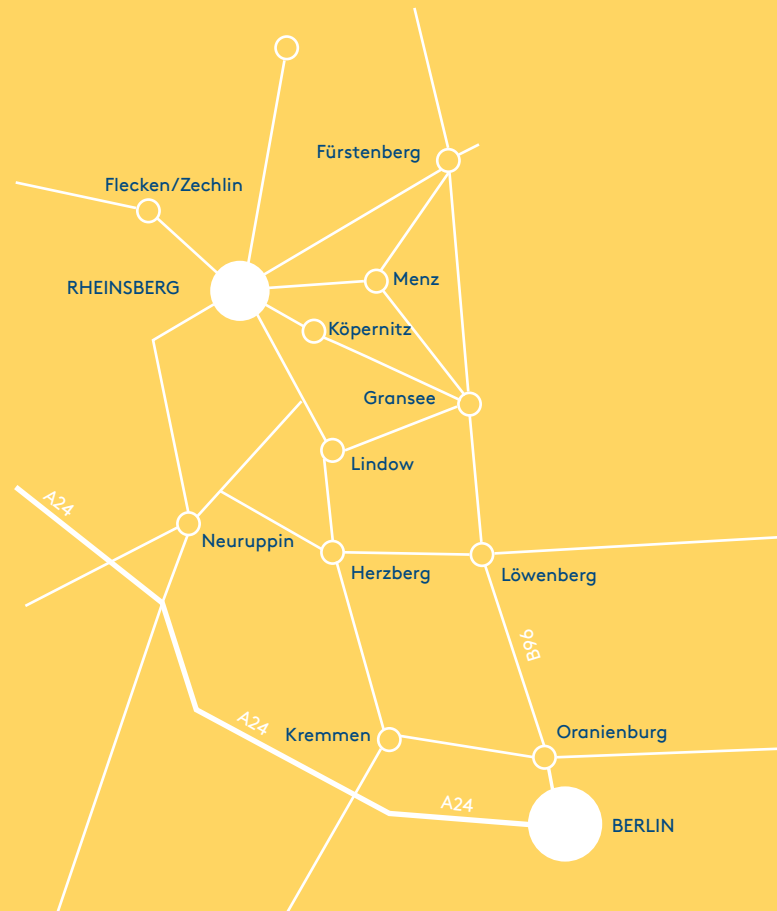 Fürstenberg
Flecken/Zechlin
RHEINSBERG
Menz
Köpernitz
Gransee
Lindow
A24
Neuruppin
Herzberg
Löwenberg
B96
A24
Kremmen
Oranienburg
A24
BERLIN